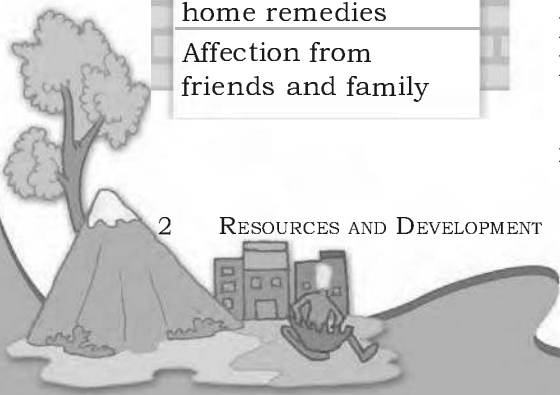 home remedies
Affection from
friends and family
2 RESOURCES AND DEVELOPMENT